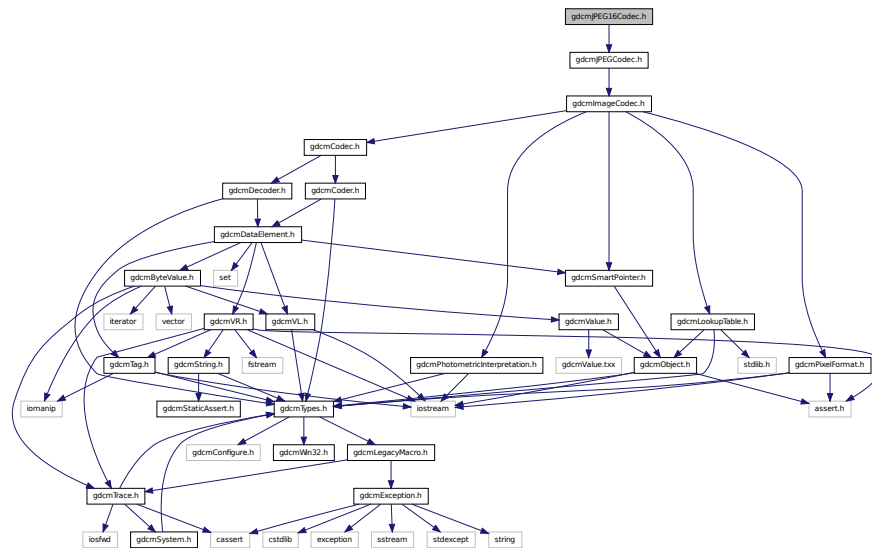 gdcmJPEG16Codec.h
gdcmJPEGCodec.h
gdcmImageCodec.h
gdcmCodec.h
gdcmDecoder.h
gdcmCoder.h
gdcmDataElement.h
gdcmByteValue.h
set
gdcmSmartPointer.h
iterator
vector
gdcmVR.h
gdcmVL.h
gdcmValue.h
gdcmLookupTable.h
gdcmTag.h
gdcmString.h
fstream
gdcmPhotometricInterpretation.h
gdcmValue.txx
gdcmObject.h
stdlib.h
gdcmPixelFormat.h
iomanip
gdcmStaticAssert.h
gdcmTypes.h
iostream
assert.h
gdcmConfigure.h
gdcmWin32.h
gdcmLegacyMacro.h
gdcmTrace.h
gdcmException.h
iosfwd
gdcmSystem.h
cassert
cstdlib
exception
sstream
stdexcept
string